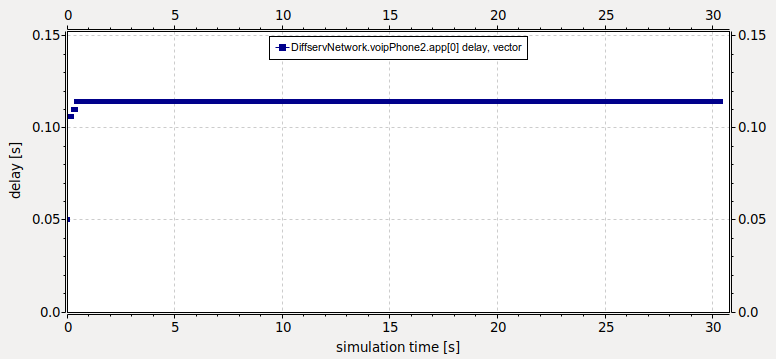 0 5 10 15 20 25 30
DiffservNetwork.voipPhone2.app[0] delay, vector
0.15 0.15
0.10 0.10
delay [s]
0.05 0.05
0.0 0.0
0 5 10 15 20 25 30
simulation time [s]